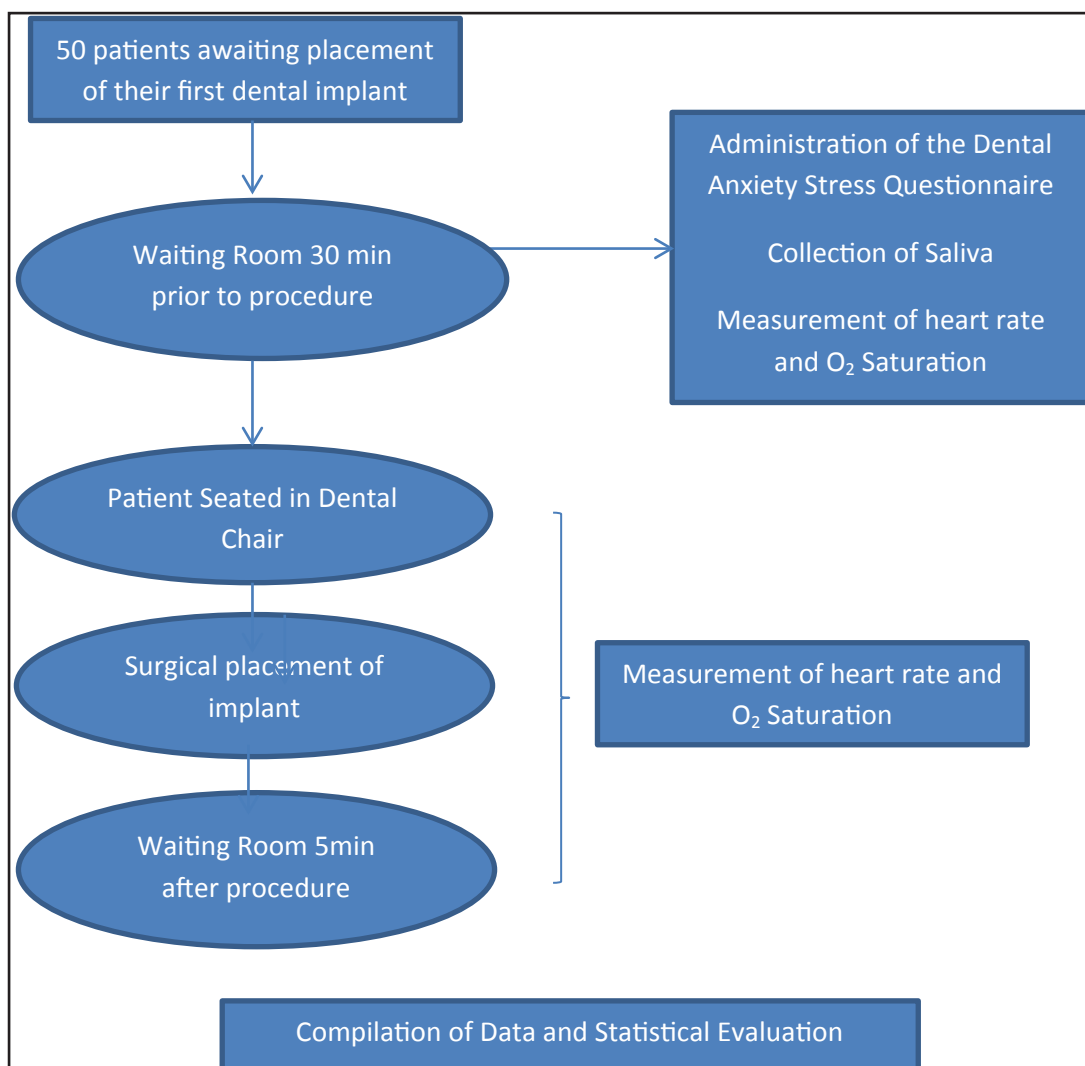 50 patients awaiting placement
of their first dental implant
Administration of the Dental
Anxiety Stress Questionnaire
Collection of Saliva
Measurement of heart rate
and O₂ Saturation
Waiting Room 30 min
prior to procedure
Patient Seated in Dental
Chair
Surgical placement of
implant
Measurement of heart rate and
O₂ Saturation
Waiting Room 5min
after procedure
Compilation of Data and Statistical Evaluation